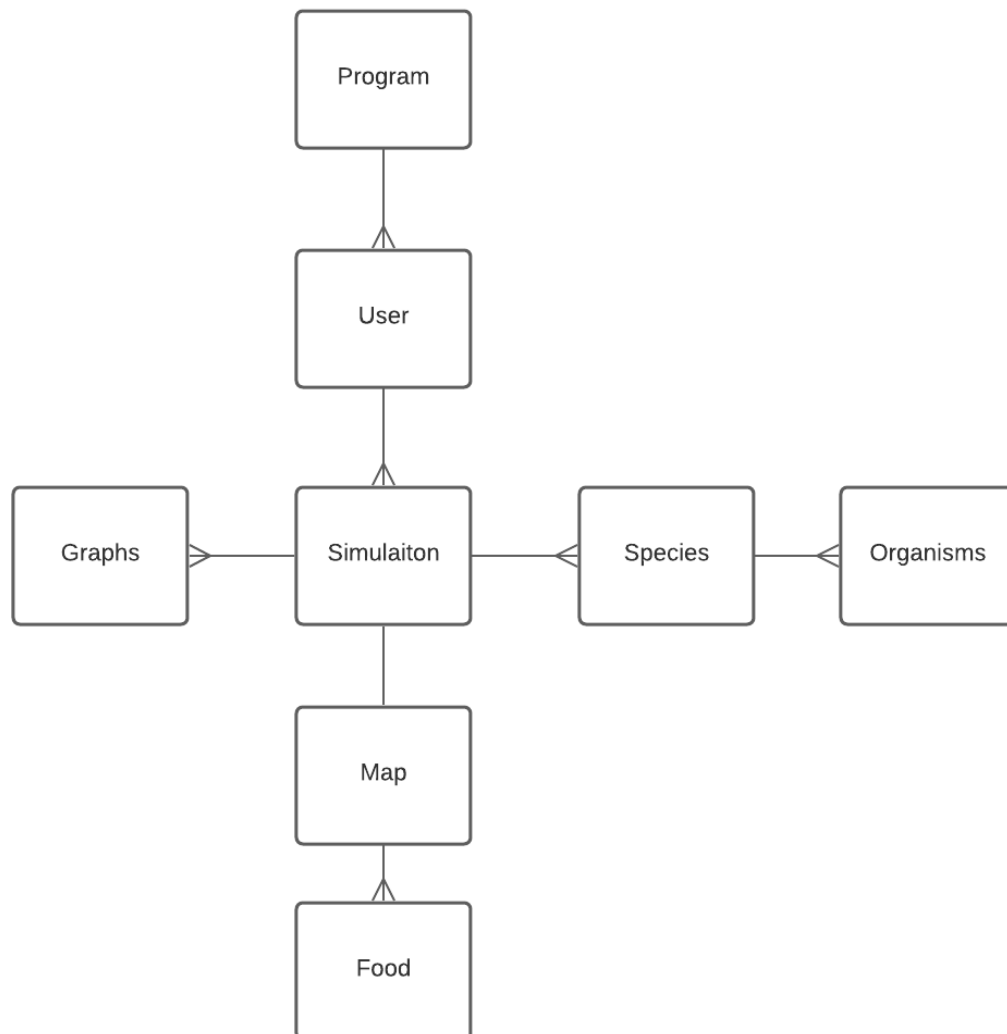 Program
User
Graphs
Simulaiton
Species
Organisms
Map
Food